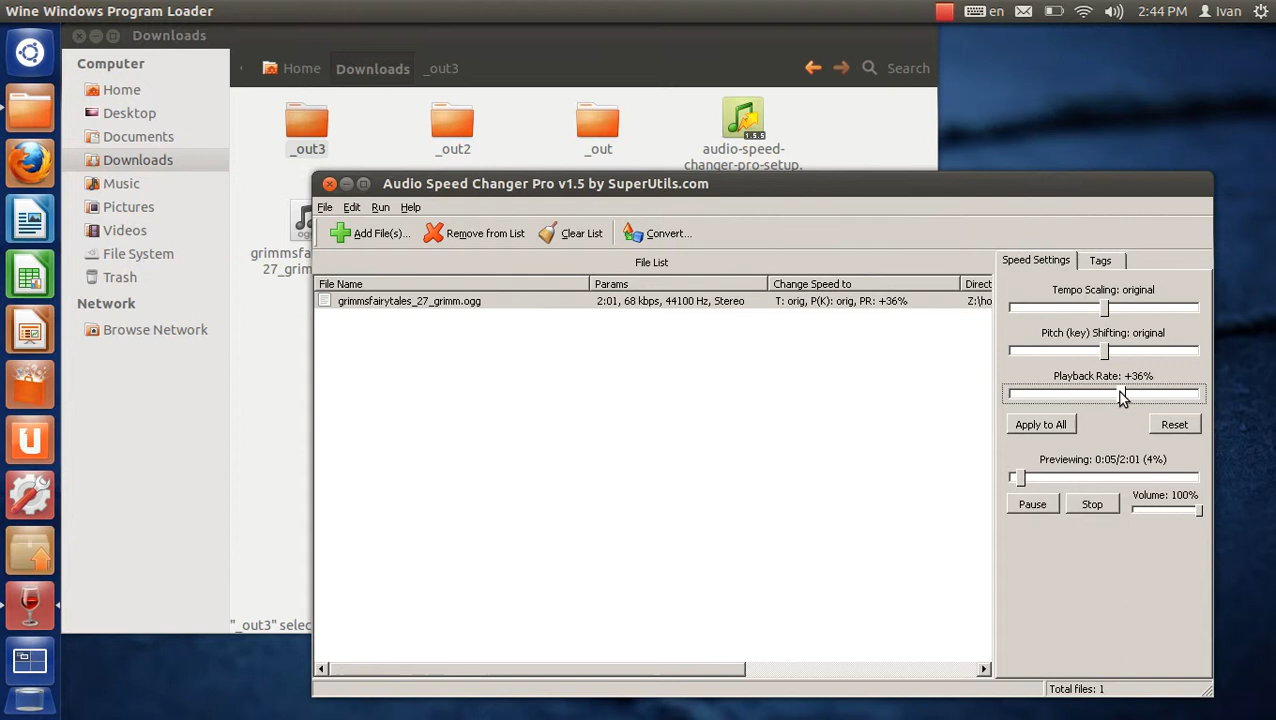 Wine Windows Program Loader
en
2:44 PM
Ivan
Downloads
Computer
Home
Desktop
Documents
Downloads
Music
Pictures
Videos
File System
Trash
Network
Browse Network
Home
Downloads
_out3
Search
_out3
_out2
_out
1.5.5
audio-speed-
changer-pro-setup.
grimmsf
27_gri
"_out3" selec
Audio Speed Changer Pro v1.5 by SuperUtils.com
File Edit Run Help
Add File(s)...
Remove from List
Clear List
Convert...
File List
File Name Params Change Speed to Direct
grimmsfairytales_27_grimm.ogg 2:01, 68 kbps, 44100 Hz, Stereo T: orig, P(K): orig, PR: +36% Z:\ho
Speed Settings Tags
Tempo Scaling: original
Pitch (key) Shifting: original
Playback Rate: +36%
Apply to All Reset
Previewing: 0:05/2:01 (4%)
Pause Stop Volume: 100%
Total files: 1